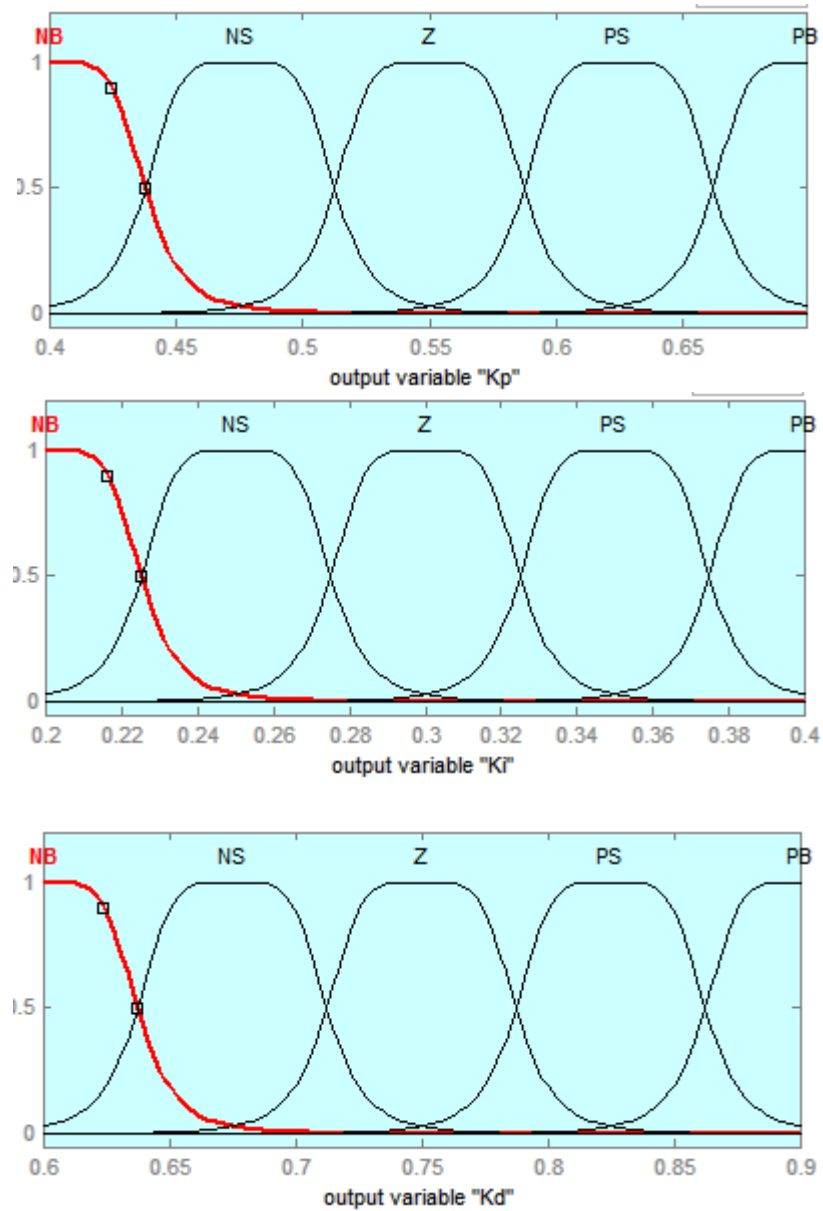 NB NS Z PS PB
1
0.5
0
0.4 0.45 0.5 0.55 0.6 0.65
output variable "Kp"
NB NS Z PS PB
1
0.5
0
0.2 0.22 0.24 0.26 0.28 0.3 0.32 0.34 0.36 0.38 0.4
output variable "Ki"
NB NS Z PS PB
1
0.5
0
0.6 0.65 0.7 0.75 0.8 0.85 0.9
output variable "Kd"